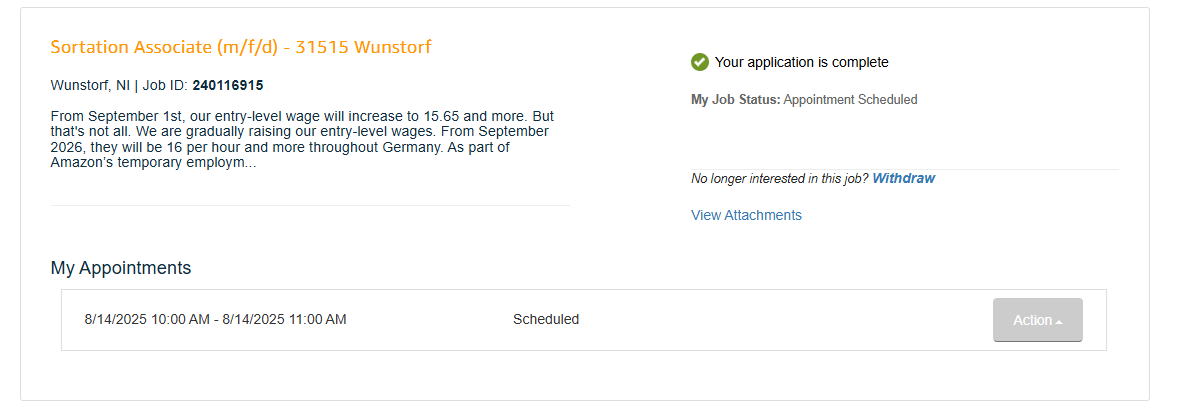 Sortation Associate (m/f/d) - 31515 Wunstorf
Wunstorf, NI | Job ID: 240116915
From September 1st, our entry-level wage will increase to 15.65 and more. But
that's not all. We are gradually raising our entry-level wages. From September
2026, they will be 16 per hour and more throughout Germany. As part of
Amazon's temporary employm...
Your application is complete
My Job Status: Appointment Scheduled
No longer interested in this job? Withdraw
View Attachments
My Appointments
8/14/2025 10:00 AM - 8/14/2025 11:00 AM
Scheduled
Action